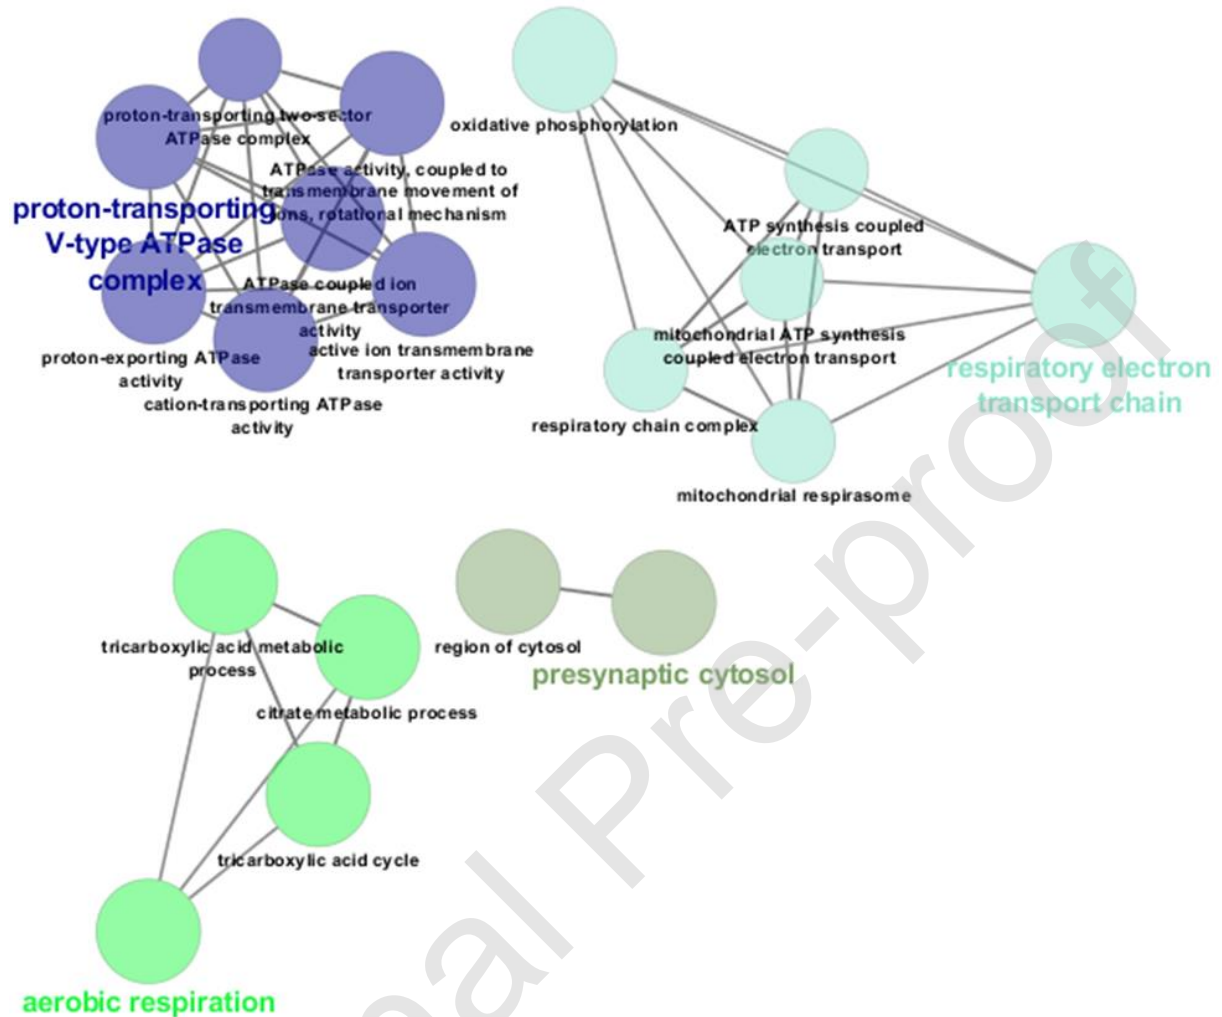 proton-transporting two-sector
ATPase complex
ATPase activity, coupled to
transmembrane movement of
ions, rotational mechanism
proton-transporting
V-type ATPase
complex
ATPase coupled ion
transmembrane transporter
activity
proton-exporting ATPase
activity
active ion transmembrane
transporter activity
cation-transporting ATPase
activity
oxidative phosphorylation
ATP synthesis coupled
electron transport
mitochondrial ATP synthesis
coupled electron transport
respiratory electron
transport chain
respiratory chain complex
mitochondrial respirasome
tricarboxylic acid metabolic
process
citrate metabolic process
tricarboxylic acid cycle
aerobic respiration
region of cytosol
presynaptic cytosol
al Pre-proof